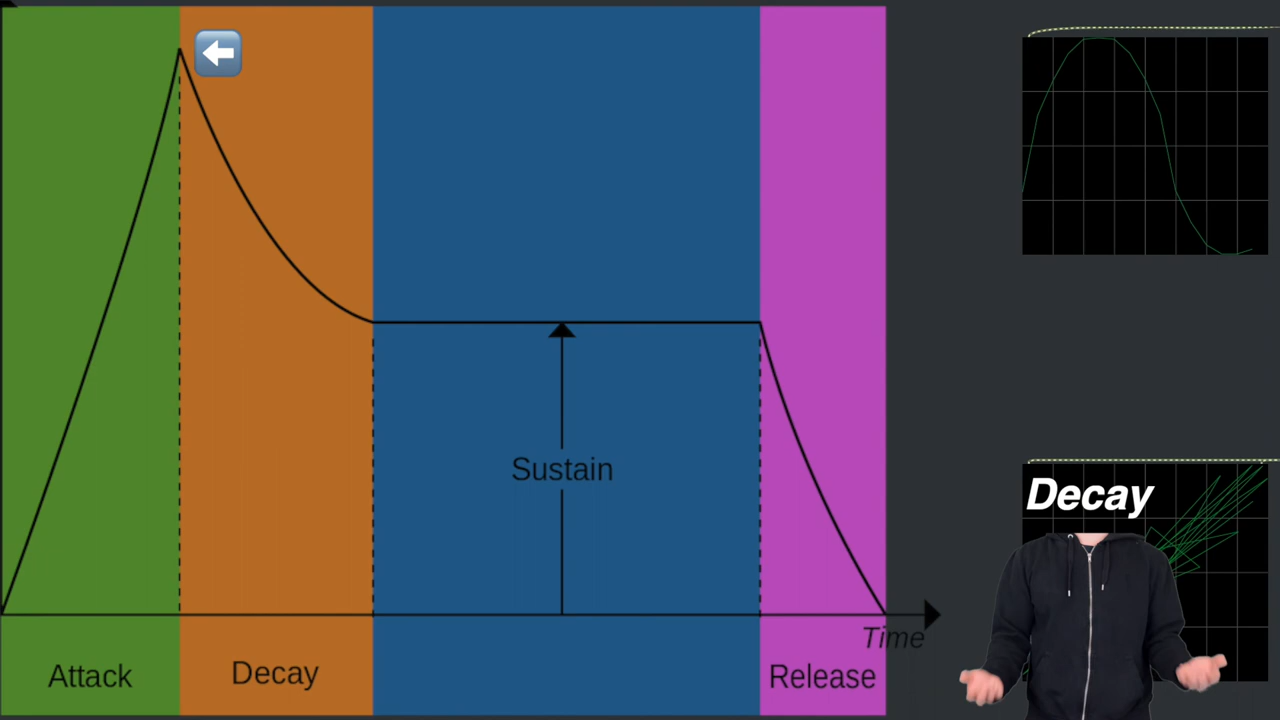 Decay
Sustain
Time
Attack
Decay
Release